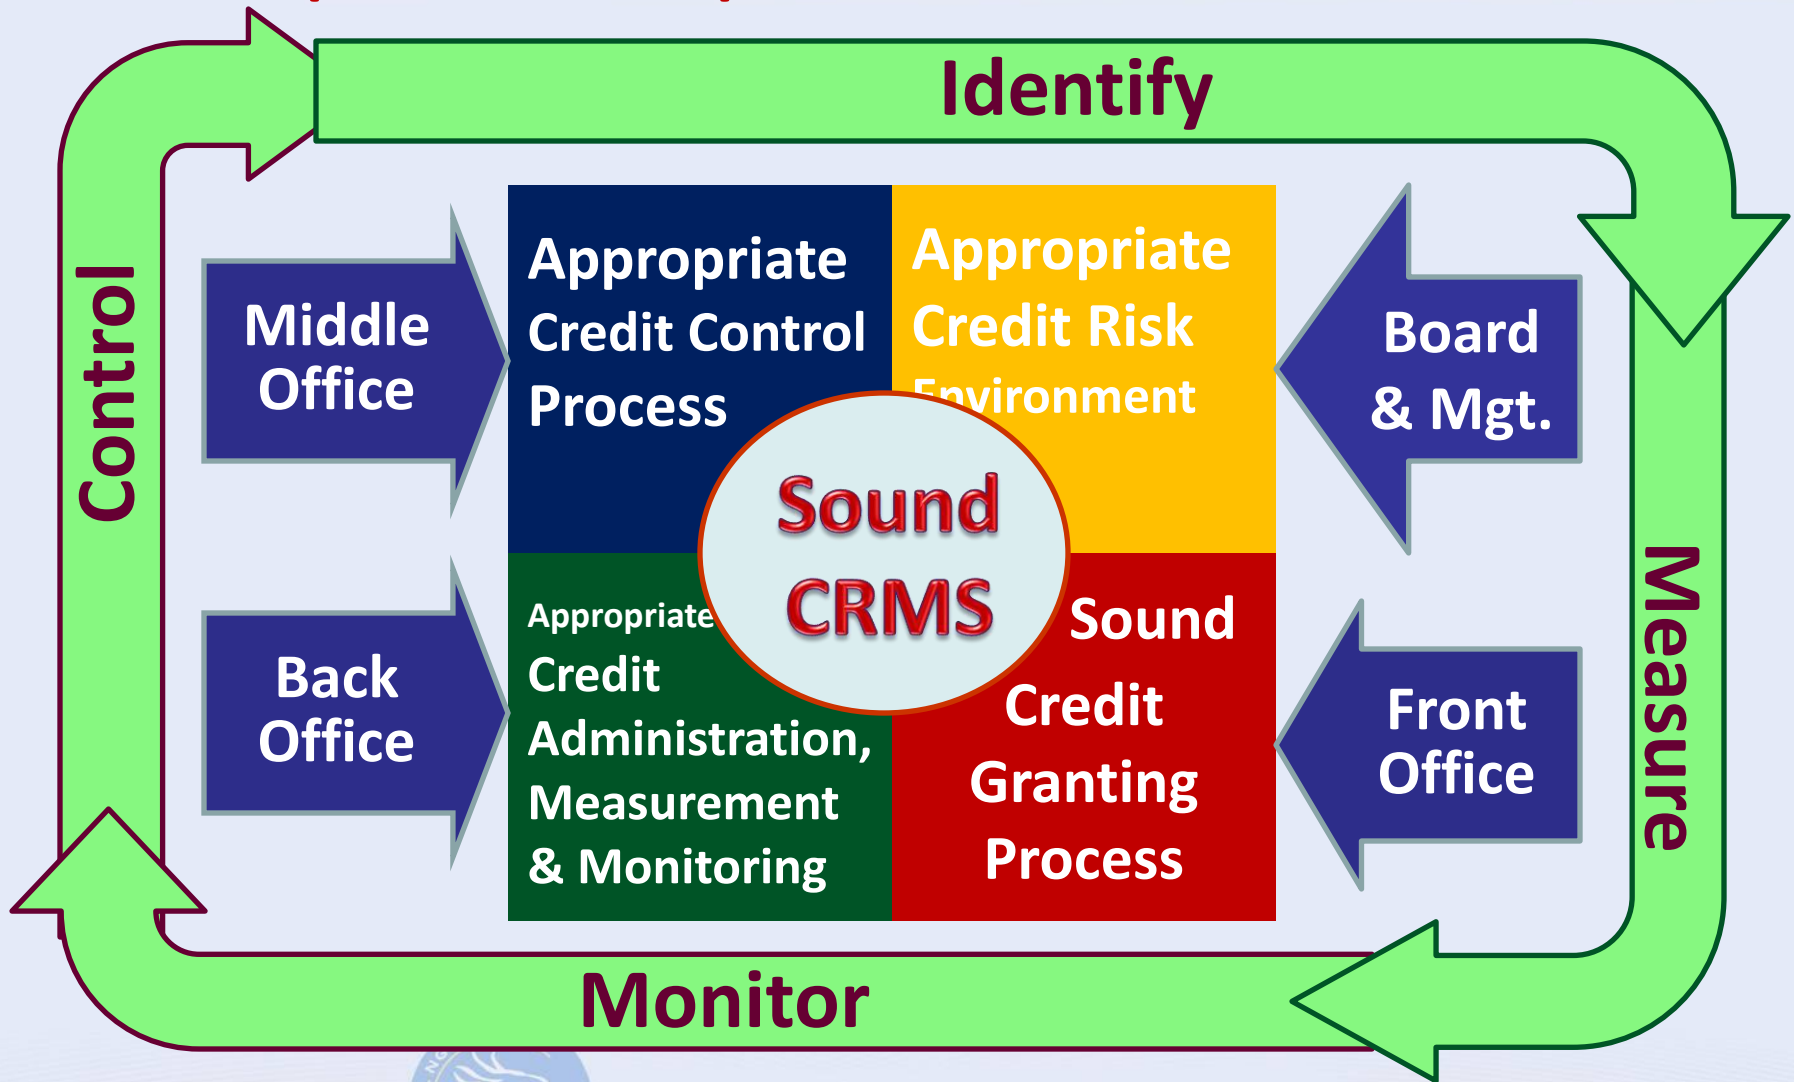 Identify
Control
Middle
Office
Appropriate
Credit Control
Process
Appropriate
Credit Risk
Environment
Board
& Mgt.
Sound
CRMS
Back
Office
Appropriate
Credit
Administration,
Measurement
& Monitoring
Sound
Credit
Granting
Process
Front
Office
Measure
Monitor